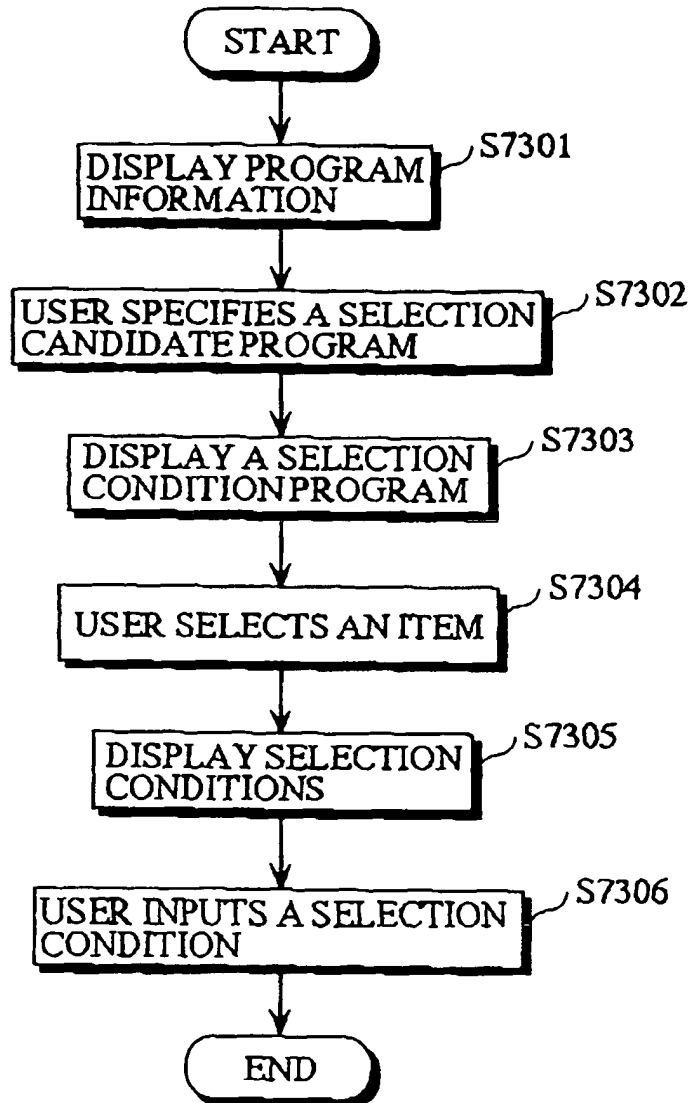 START
S7301
DISPLAY PROGRAM
INFORMATION
S7302
USER SPECIFIES A SELECTION
CANDIDATE PROGRAM
S7303
DISPLAY A SELECTION
CONDITION PROGRAM
S7304
USER SELECTS AN ITEM
S7305
DISPLAY SELECTION
CONDITIONS
S7306
USER INPUTS A SELECTION
CONDITION
END